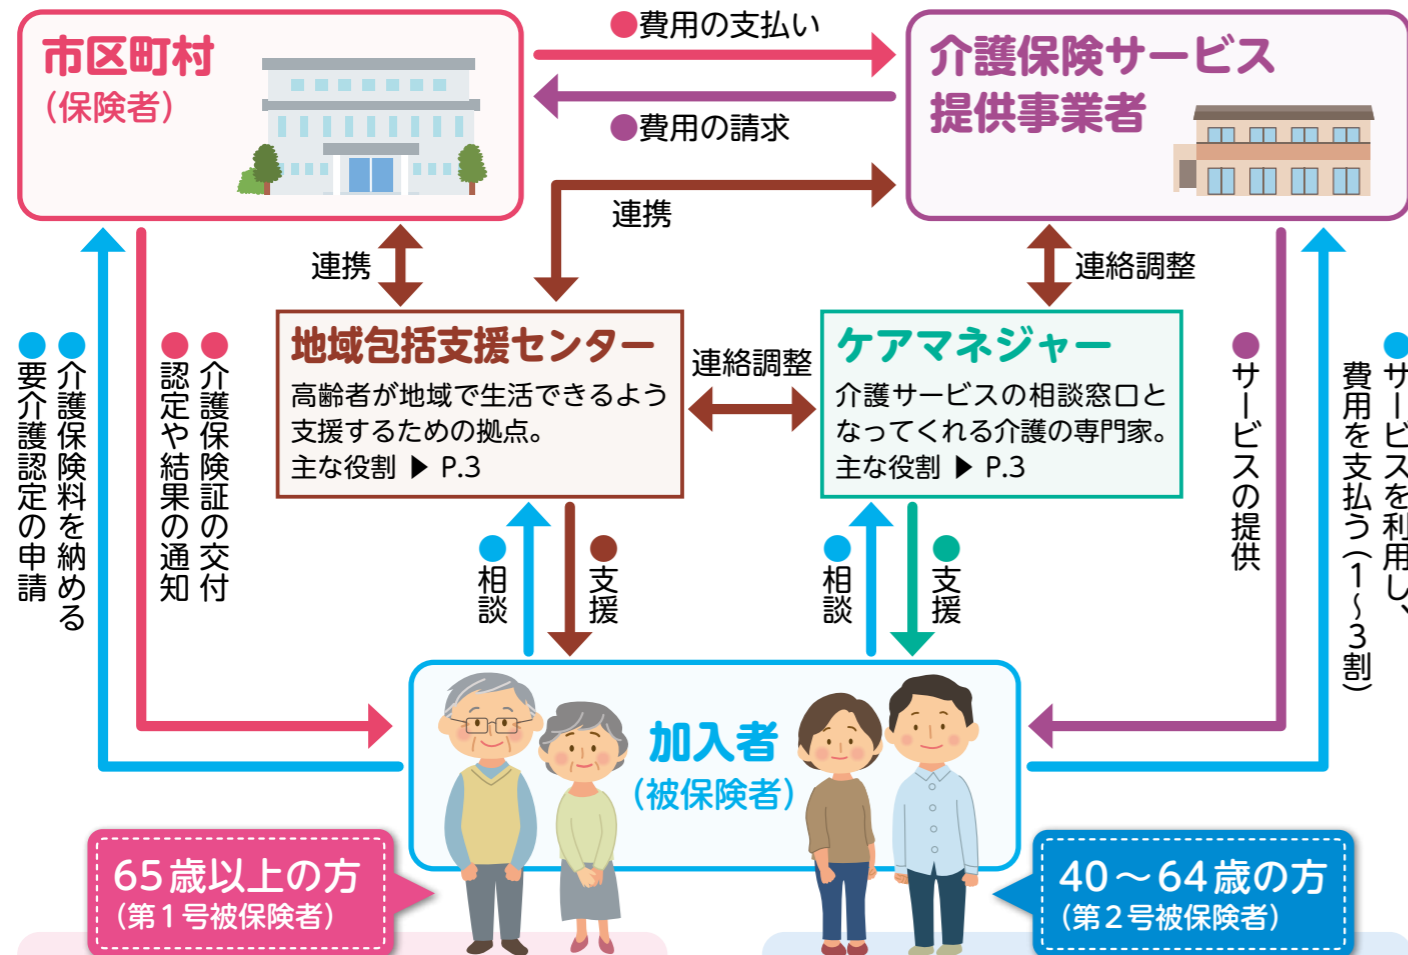 市区町村
（保険者）
●費用の支払い
●費用の請求
介護保険サービス
提供事業者
連携
連携
連絡調整
地域包括支援センター
高齢者が地域で生活できるよう
支援するための拠点。
主な役割 ▶ P.3
連絡調整
ケアマネジャー
介護サービスの相談窓口と
なってくれる介護の専門家。
主な役割 ▶ P.3
●介護保険料を納める
●要介護認定の申請
●介護保険証の交付
●認定や結果の通知
●相談
●支援
●相談
●支援
●サービスの提供
●サービスを利用し、
費用を支払う（1～3割）
加入者
（被保険者）
65歳以上の方
（第1号被保険者）
40～64歳の方
（第2号被保険者）